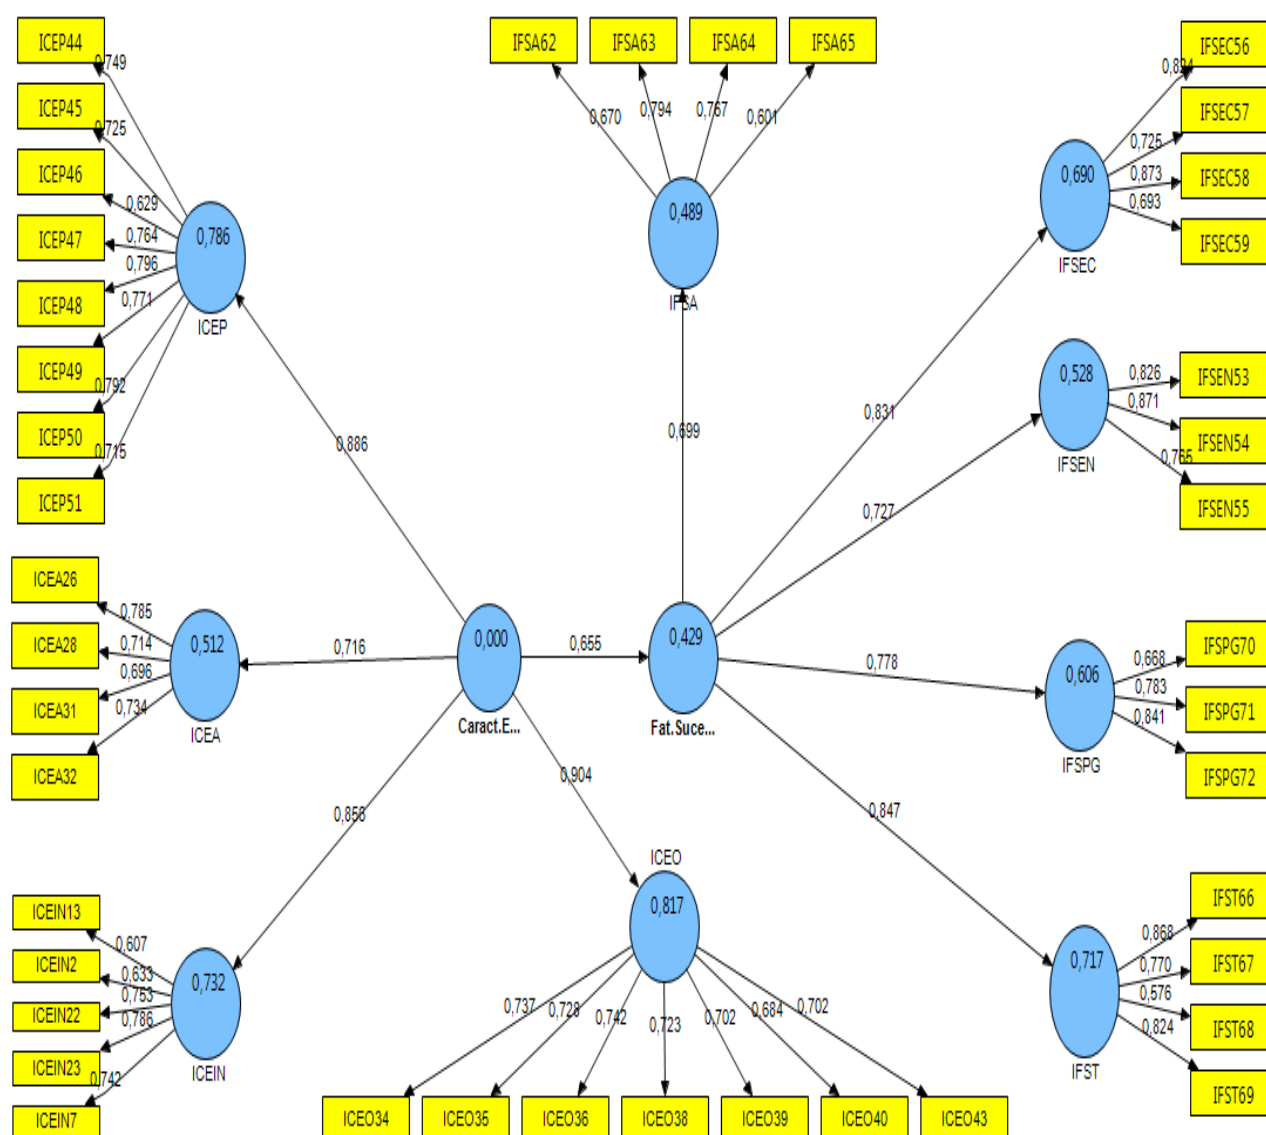 ICEP44
0,749
ICEP45
0,725
ICEP46
0,629
ICEP47
0,764
0,796
ICEP48
0,771
ICEP49
0,792
ICEP50
0,715
ICEP51
0,786
ICEP
IFSA62
IFSA63
IFSA64
IFSA65
0,670
0,794
0,767
0,601
0,489
IFSA
IFSEC56
IFSEC57
0,725
IFSEC58
0,873
0,693
IFSEC59
0,690
IFSEC
0,528
IFSEN
0,826
IFSEN53
0,871
IFSEN54
IFSEN55
0,886
0,699
0,831
0,727
ICEA26
0,785
ICEA28
0,714
0,696
ICEA31
0,734
ICEA32
0,512
ICEA
0,716
0,000
Caract.E...
0,655
0,429
Fat.Suce...
0,778
0,606
IFSPG
0,668
IFSPG70
0,783
IFSPG71
0,841
IFSPG72
0,904
0,847
ICEIN13
0,607
ICEIN2
0,633
0,753
ICEIN22
0,786
ICEIN23
0,742
ICEIN7
0,732
ICEIN
ICEO
0,817
0,737
0,728
0,742
0,723
0,702
0,684
0,702
ICEO34
ICEO35
ICEO36
ICEO38
ICEO39
ICEO40
ICEO43
0,717
IFST
0,868
IFST66
0,770
IFST67
0,576
IFST68
0,824
IFST69